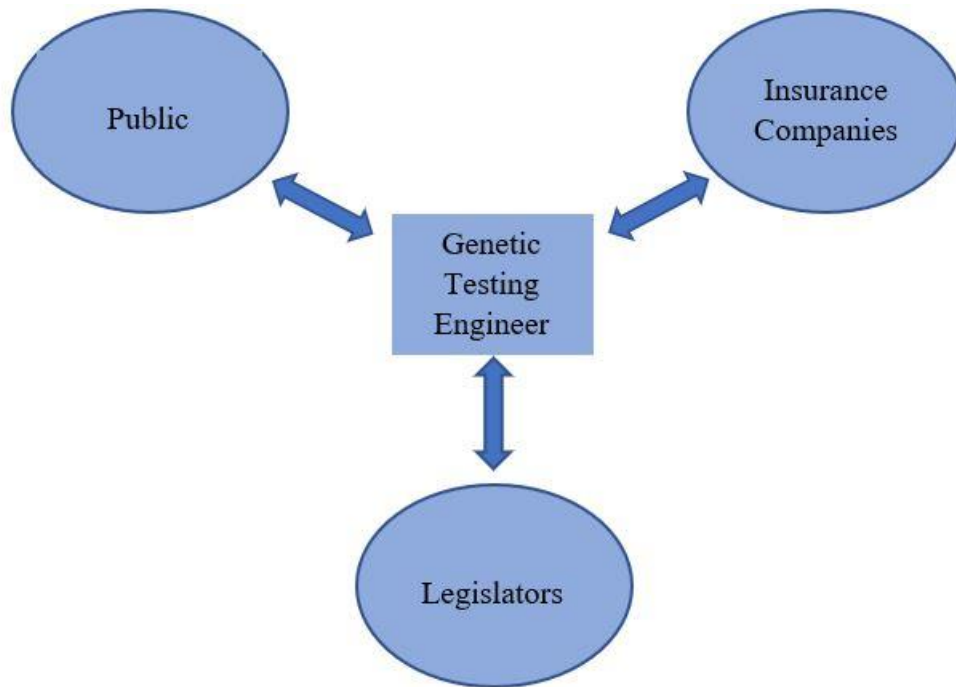 Public
Insurance
Companies
Genetic
Testing
Engineer
Legislators